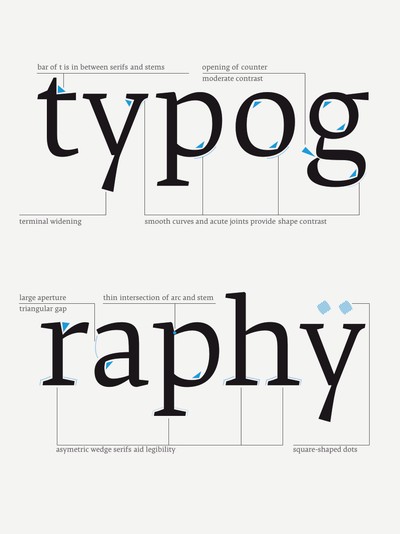 bar of t is in between serifs and stems
opening of counter
moderate contrast
typog
terminal widening
smooth curves and acute joints provide shape contrast
large aperture
triangular gap
thin intersection of arc and stem
raphÿ
asymetric wedge serifs aid legibility
square-shaped dots